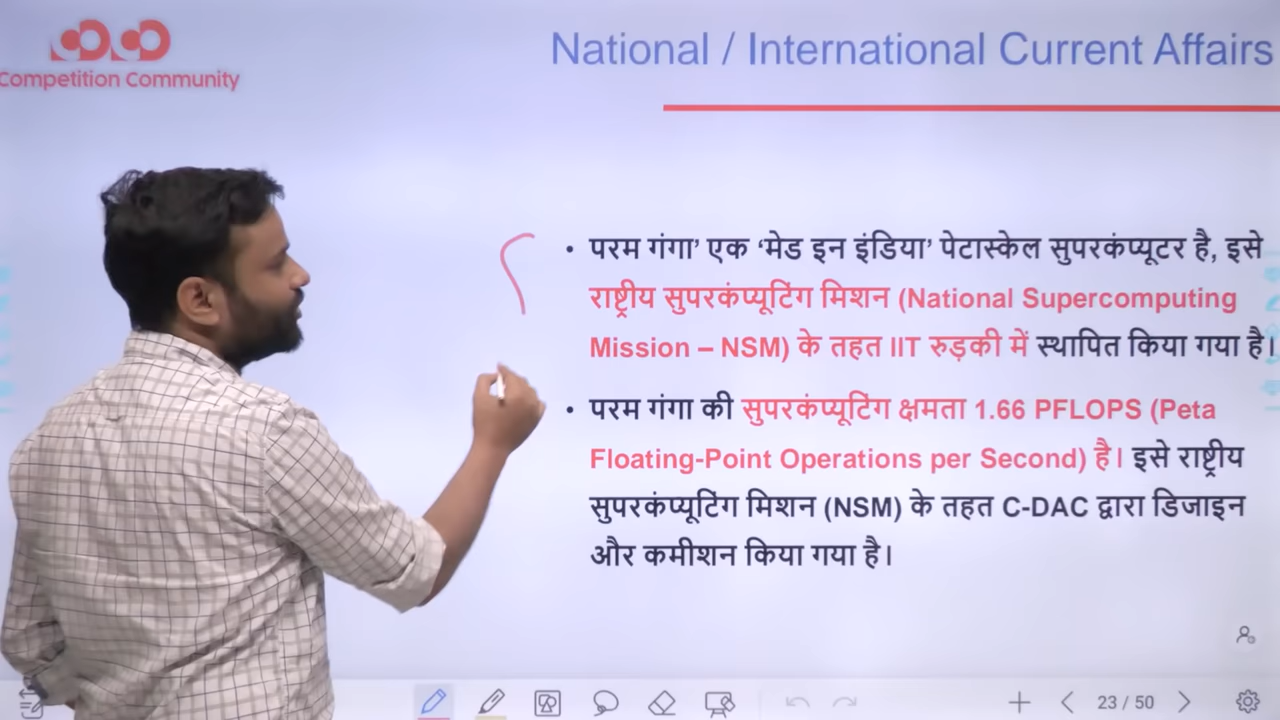 Competition Community
National / International Current Affairs
• परम गंगा’ एक ‘मेड इन इंडिया’ पेटास्केल सुपरकंप्यूटर है, इसे
राष्ट्रीय सुपरकंप्यूटिंग मिशन (National Supercomputing
Mission – NSM) के तहत IIT रुड़की में स्थापित किया गया है।
• परम गंगा की सुपरकंप्यूटिंग क्षमता 1.66 PFLOPS (Peta
Floating-Point Operations per Second) है। इसे राष्ट्रीय
सुपरकंप्यूटिंग मिशन (NSM) के तहत C-DAC द्वारा डिजाइन
और कमीशन किया गया है।
23 / 50